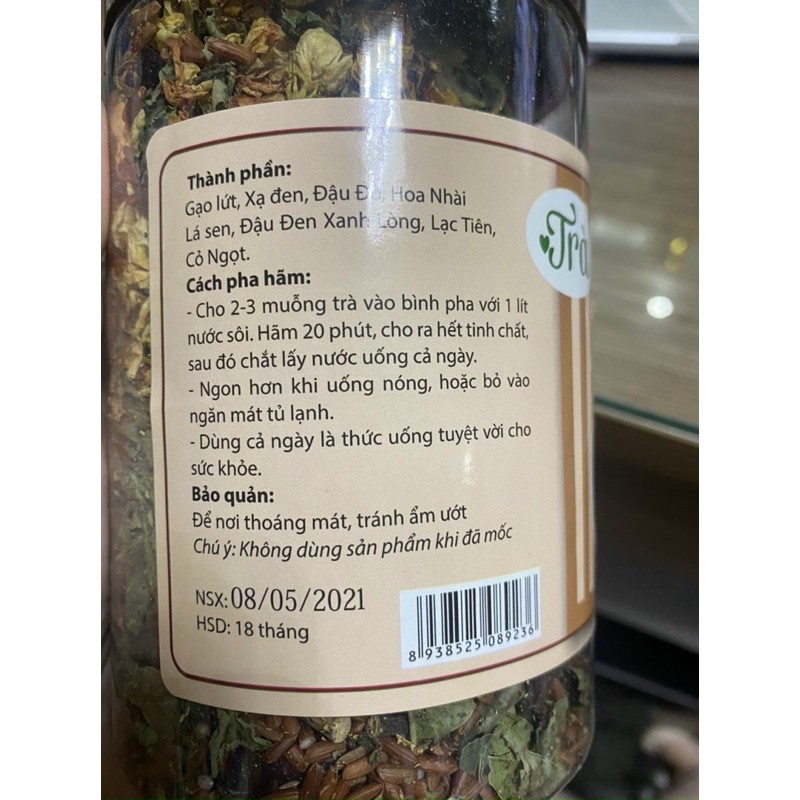 Thành phần:
Gạo lứt, Xạ đen, Đậu Đỏ, Hoa Nhài
Lá sen, Đậu Đen Xanh Lòng, Lạc Tiên,
Cỏ Ngọt.
Cách pha hãm:
- Cho 2-3 muỗng trà vào bình pha với 1 lít
nước sôi. Hãm 20 phút, cho ra hết tinh chất,
sau đó chắt lấy nước uống cả ngày.
- Ngon hơn khi uống nóng, hoặc bỏ vào
ngăn mát tủ lạnh.
- Dùng cả ngày là thức uống tuyệt vời cho
sức khỏe.
Bảo quản:
Để nơi thoáng mát, tránh ẩm ướt
Chú ý: Không dùng sản phẩm khi đã mốc
NSX: 08/05/2021
HSD: 18 tháng
8 938525 089236
Trà